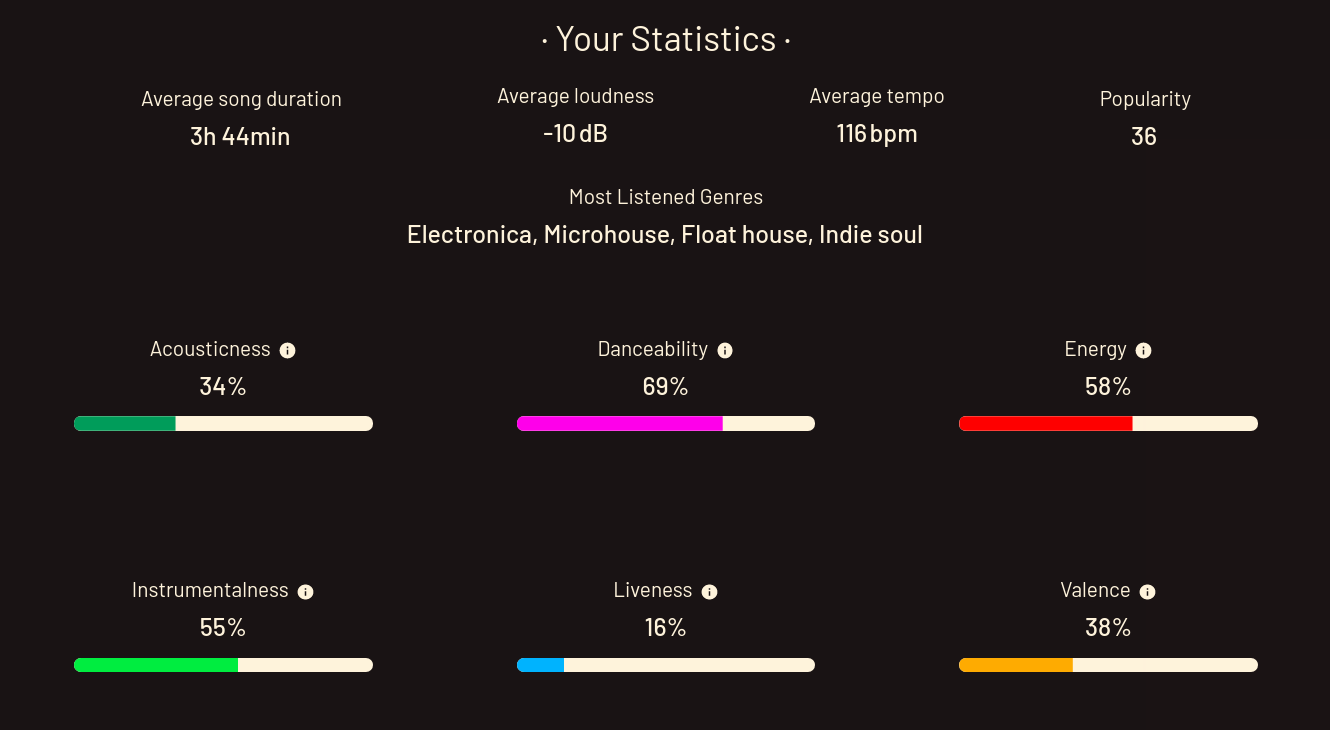 · Your Statistics ·
Average song duration
3h 44min
Average loudness
-10 dB
Average tempo
116 bpm
Popularity
36
Most Listened Genres
Electronica, Microhouse, Float house, Indie soul
Acousticness
34%
Danceability
69%
Energy
58%
Instrumentalness
55%
Liveness
16%
Valence
38%